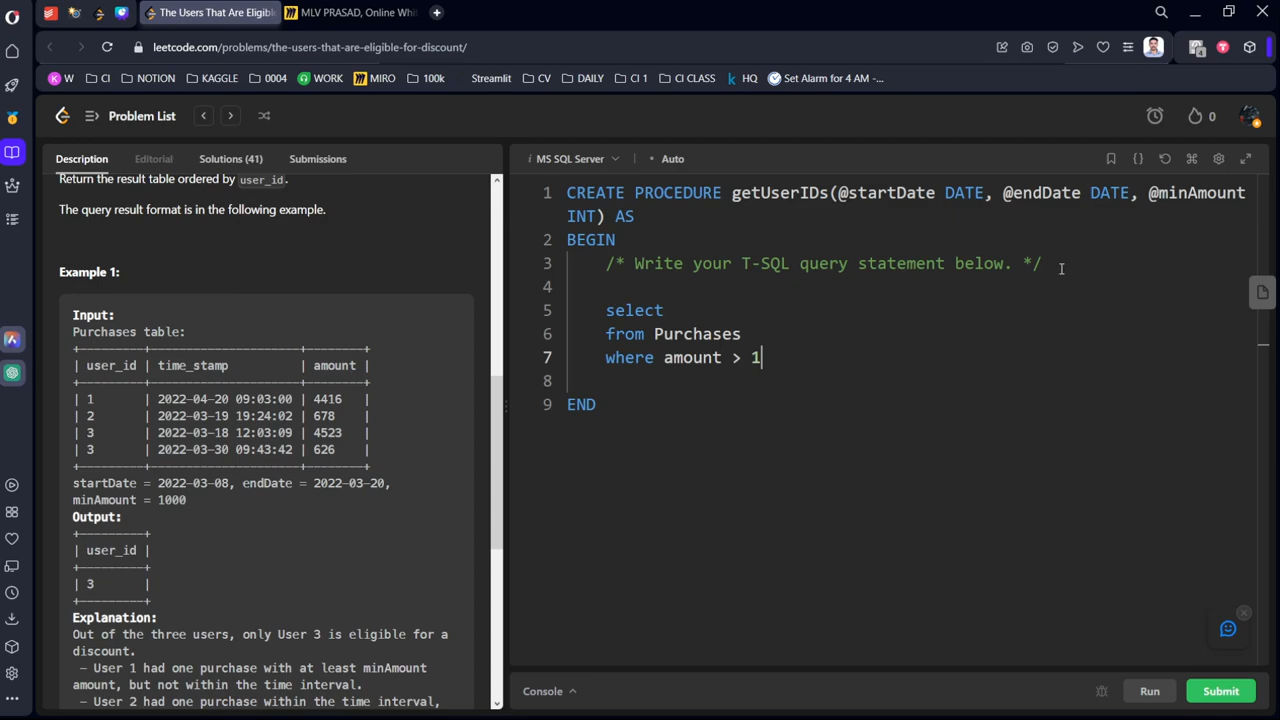 The Users That Are Eligibl
MLV PRASAD, Online Whit
leetcode.com/problems/the-users-that-are-eligible-for-discount/
W
CI
NOTION
KAGGLE
0004
WORK
MIRO
100k
Streamlit
CV
DAILY
CI 1
CI CLASS
HQ
Set Alarm for 4 AM -...
Problem List
0
Description
Editorial
Solutions (41)
Submissions
Return the result table ordered by user_id.
The query result format is in the following example.
Example 1:
Input:
Purchases table:
+---------+---------------------+--------+
| user_id | time_stamp | amount |
+---------+---------------------+--------+
| 1 | 2022-04-20 09:03:00 | 4416 |
| 2 | 2022-03-19 19:24:02 | 678 |
| 3 | 2022-03-18 12:03:09 | 4523 |
| 3 | 2022-03-30 09:43:42 | 626 |
+---------+---------------------+--------+
startDate = 2022-03-08, endDate = 2022-03-20,
minAmount = 1000
Output:
+---------+
| user_id |
+---------+
| 3 |
+---------+
Explanation:
Out of the three users, only User 3 is eligible for a
discount.
- User 1 had one purchase with at least minAmount
amount, but not within the time interval.
- User 2 had one purchase within the time interval,
MS SQL Server
Auto
1 CREATE PROCEDURE getUserIDs(@startDate DATE, @endDate DATE, @minAmount
INT) AS
2 BEGIN
3 /* Write your T-SQL query statement below. */
4
5 select
6 from Purchases
7 where amount > 1
8
9 END
Console
Run
Submit